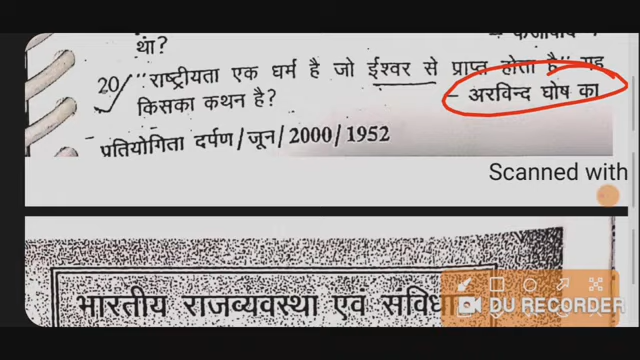 था?
20 "राष्ट्रीयता एक धर्म है जो ईश्वर से प्राप्त होता है" यह
किसका कथन है? – अरविन्द घोष का
प्रतियोगिता दर्पण/जून/2000/1952
Scanned with
भारतीय राजव्यवस्था एवं संविधान
DU RECORDER